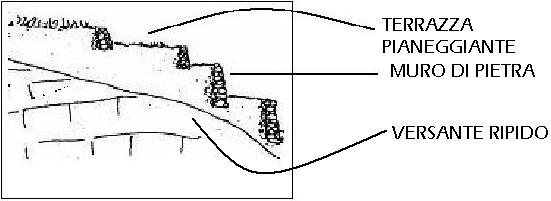 TERRAZZA
PIANEGGIANTE
MURO DI PIETRA
VERSANTE RIPIDO